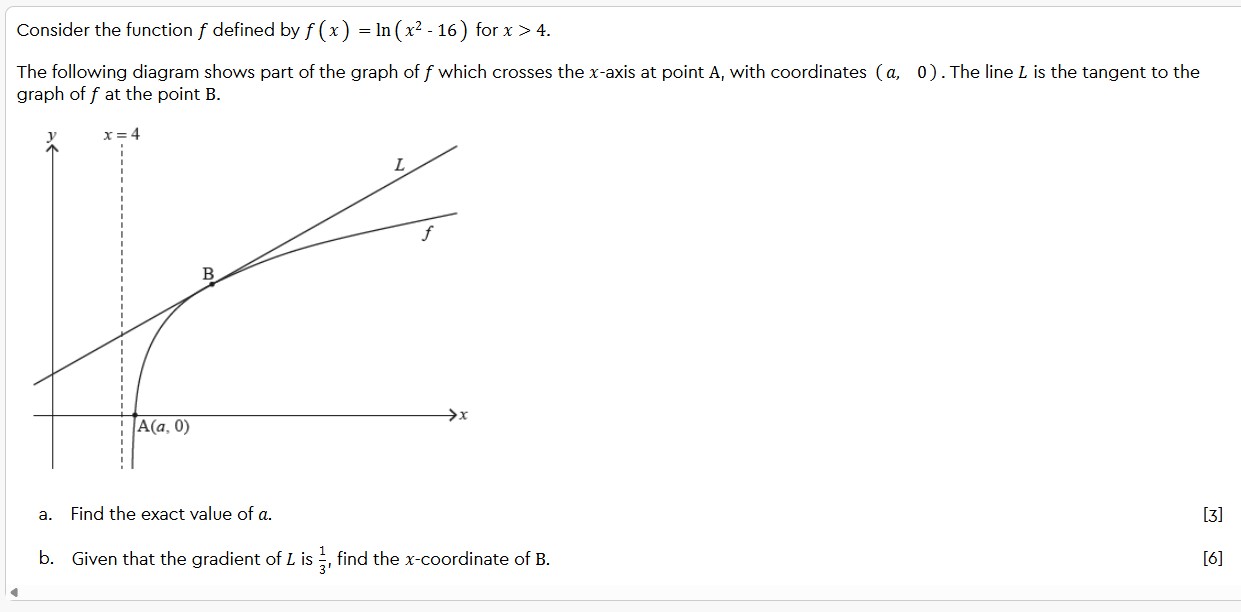 Consider the function f defined by f ( x ) = ln ( x² - 16 ) for x > 4.
The following diagram shows part of the graph of f which crosses the x-axis at point A, with coordinates ( a, 0 ). The line L is the tangent to the
graph of f at the point B.
y
x = 4
L
f
B
x
A(a, 0)
a. Find the exact value of a. [3]
b. Given that the gradient of L is 1/3, find the x-coordinate of B. [6]